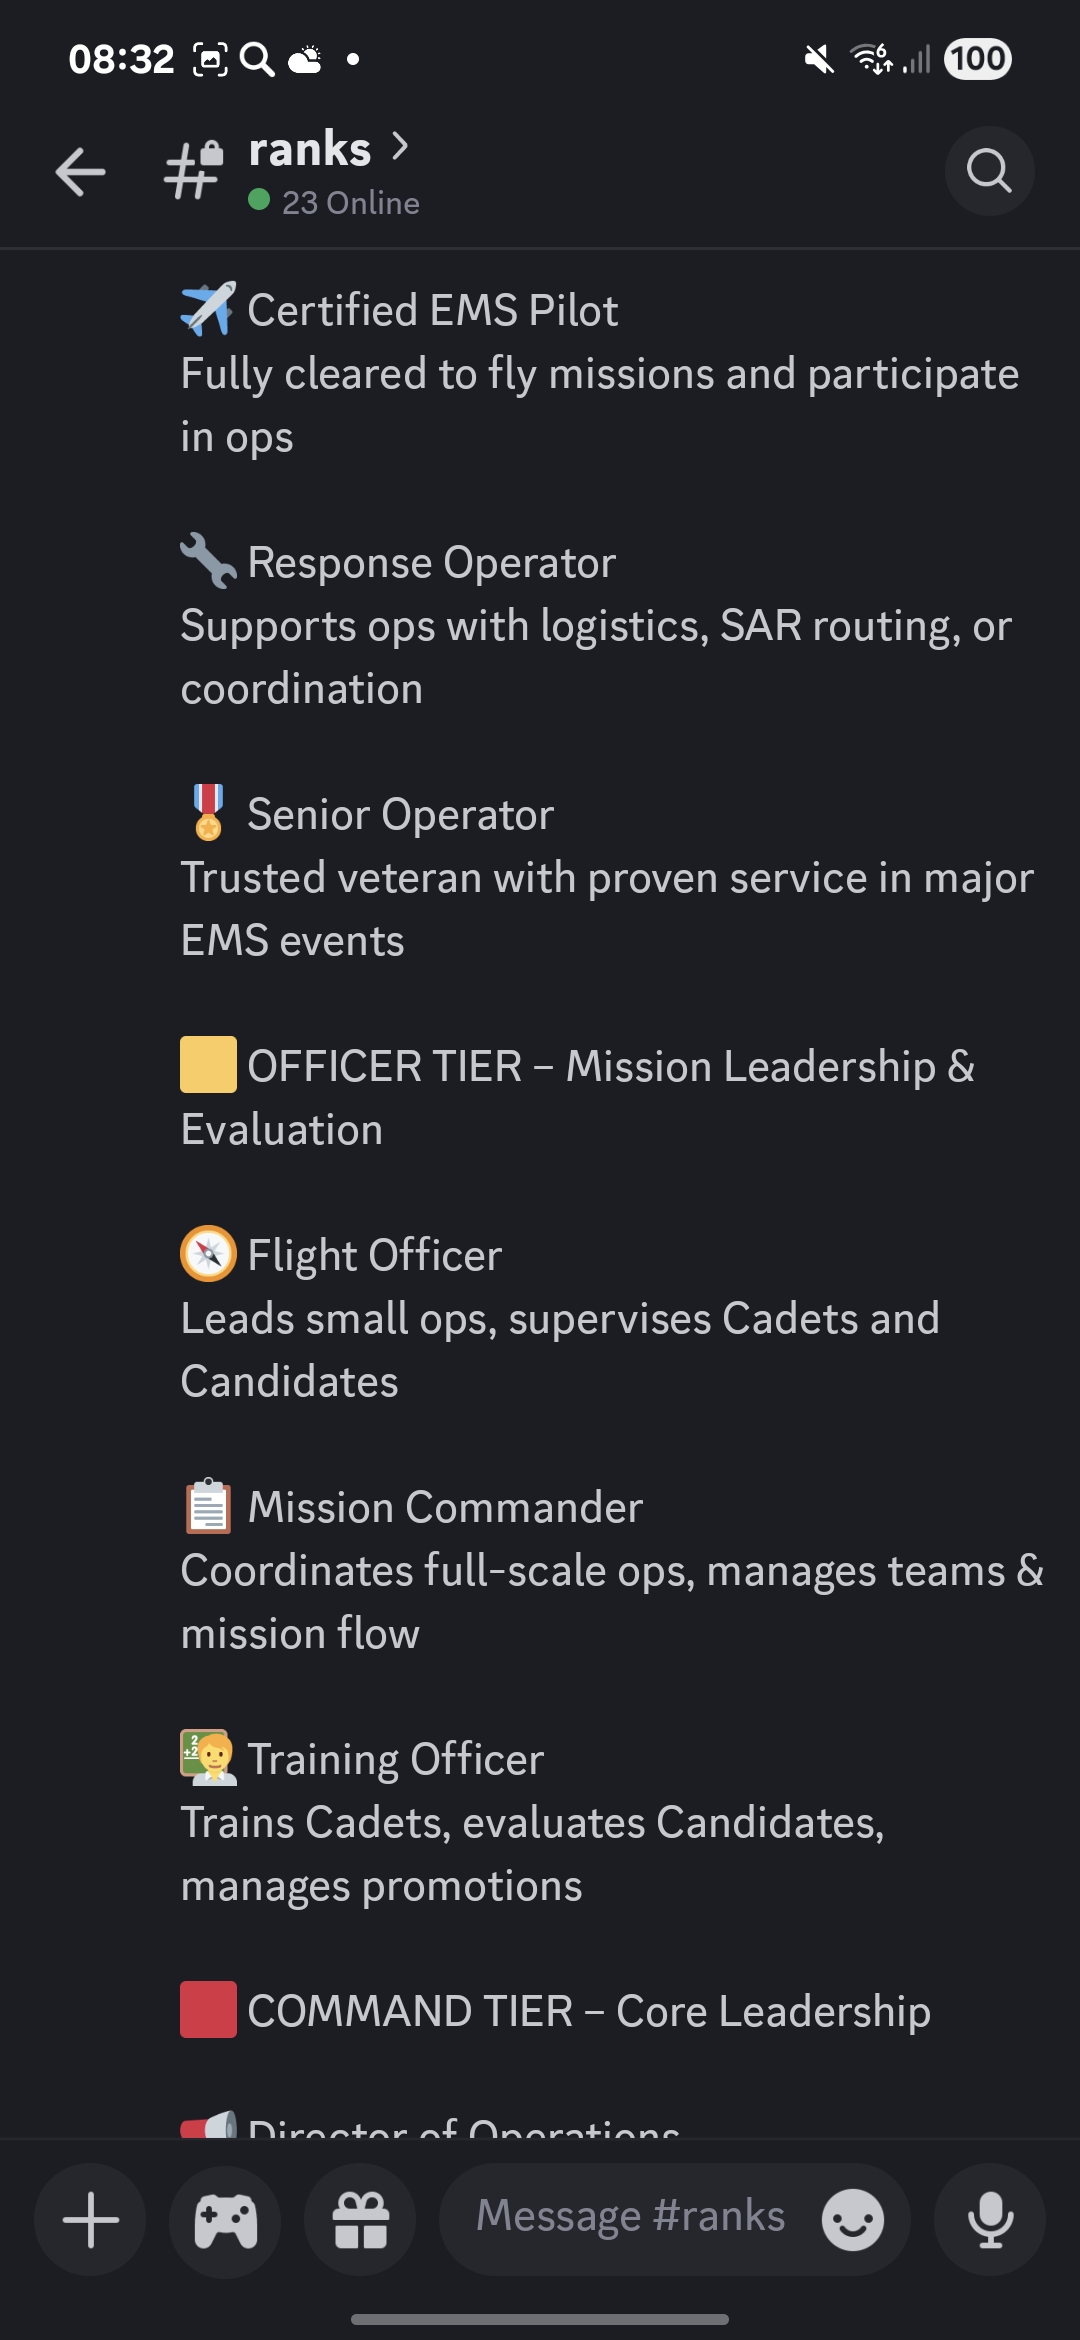 08:32
6
100
ranks
23 Online
Certified EMS Pilot
Fully cleared to fly missions and participate
in ops
Response Operator
Supports ops with logistics, SAR routing, or
coordination
Senior Operator
Trusted veteran with proven service in major
EMS events
OFFICER TIER – Mission Leadership &
Evaluation
Flight Officer
Leads small ops, supervises Cadets and
Candidates
Mission Commander
Coordinates full-scale ops, manages teams &
mission flow
Training Officer
Trains Cadets, evaluates Candidates,
manages promotions
COMMAND TIER – Core Leadership
Director of Operations
Message #ranks